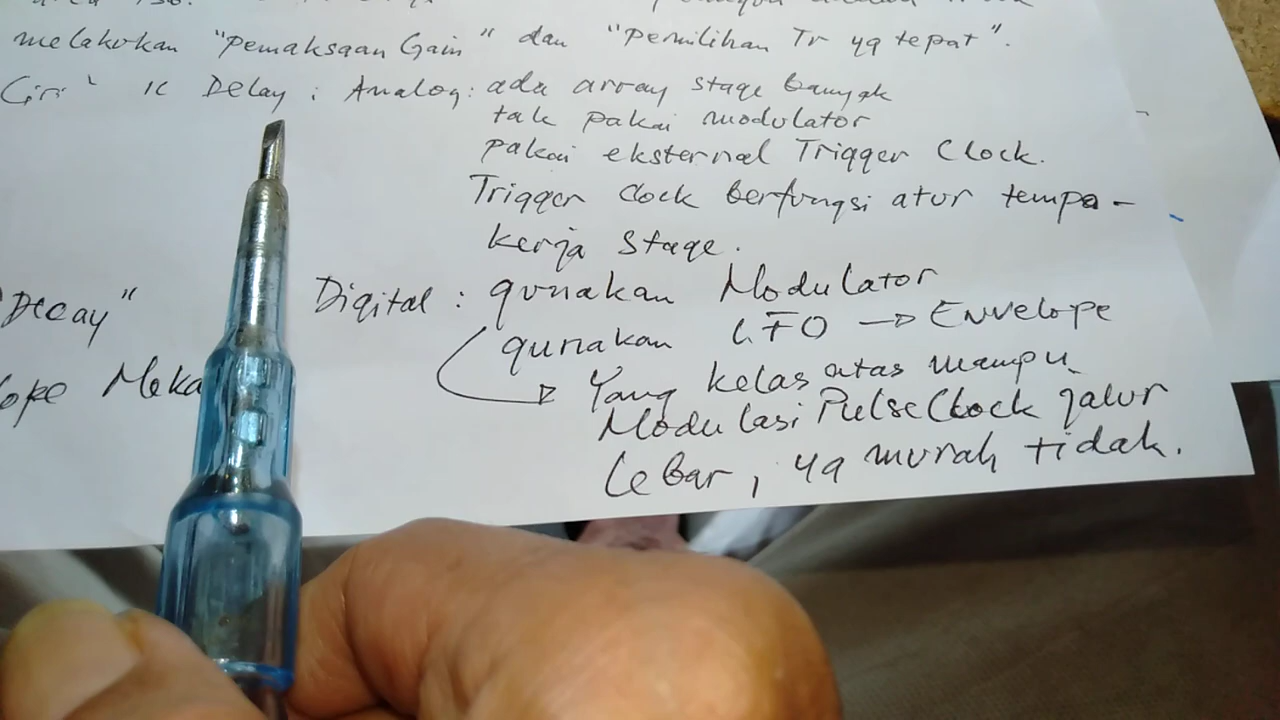 melakukan "Pemaksaan Gain" dan "Pemilihan Tr yg tepat".
Ciri² IC Delay : Analog : ada array stage banyak
tak pakai modulator
pakai eksternal Trigger Clock.
Trigger Clock berfungsi atur tempo-
kerja stage.
Decay"
Digital : gunakan Modulator
gunakan LFO → Envelope
Yang kelas atas mampu
Modulasi Pulse Clock jalur
lebar, yg murah tidak.